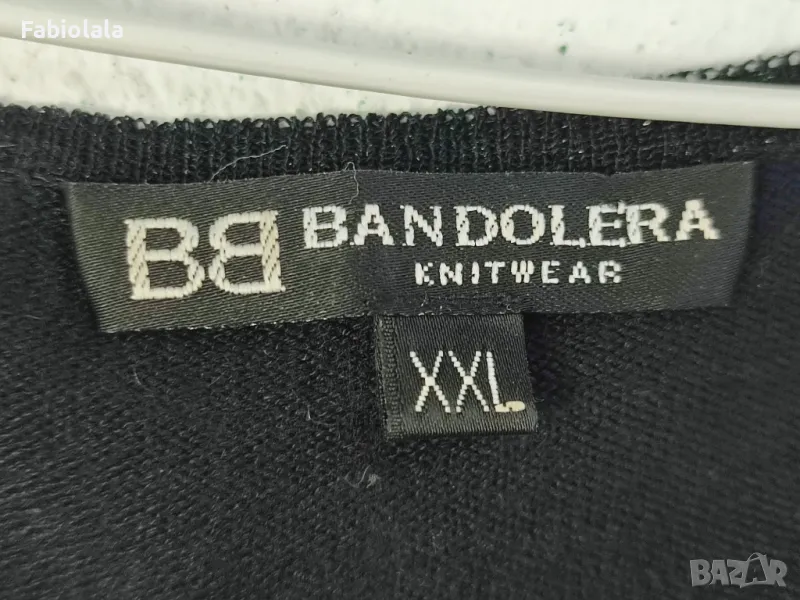 Fabiolala
BB BANDOLERA
KNITWEAR
XXL
BAZAR